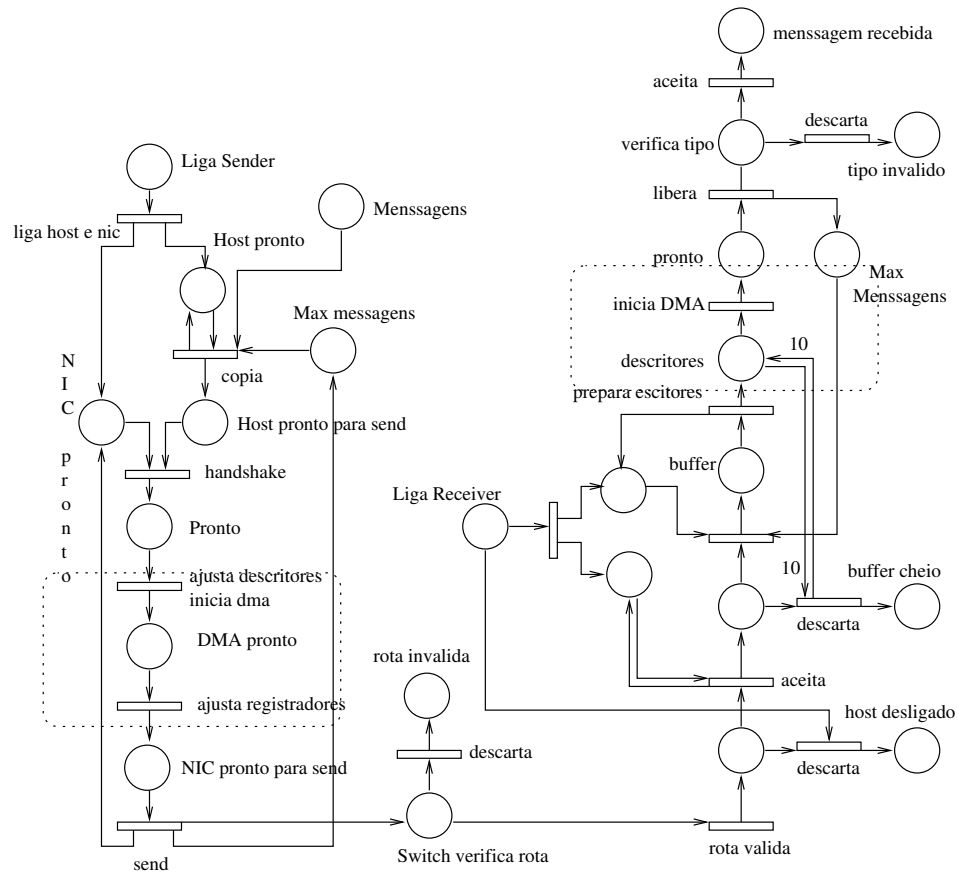 Liga Sender
liga host e nic
Host pronto
Menssagens
Max messagens
copia
NIC pronto
Host pronto para send
handshake
Pronto
ajusta descritores
inicia dma
DMA pronto
ajusta registradores
NIC pronto para send
send
rota invalida
descarta
Switch verifica rota
menssagem recebida
aceita
descarta
verifica tipo
tipo invalido
libera
pronto
Max
Menssagens
inicia DMA
10
descritores
prepara escitores
buffer
Liga Receiver
10
buffer cheio
descarta
aceita
host desligado
descarta
rota valida